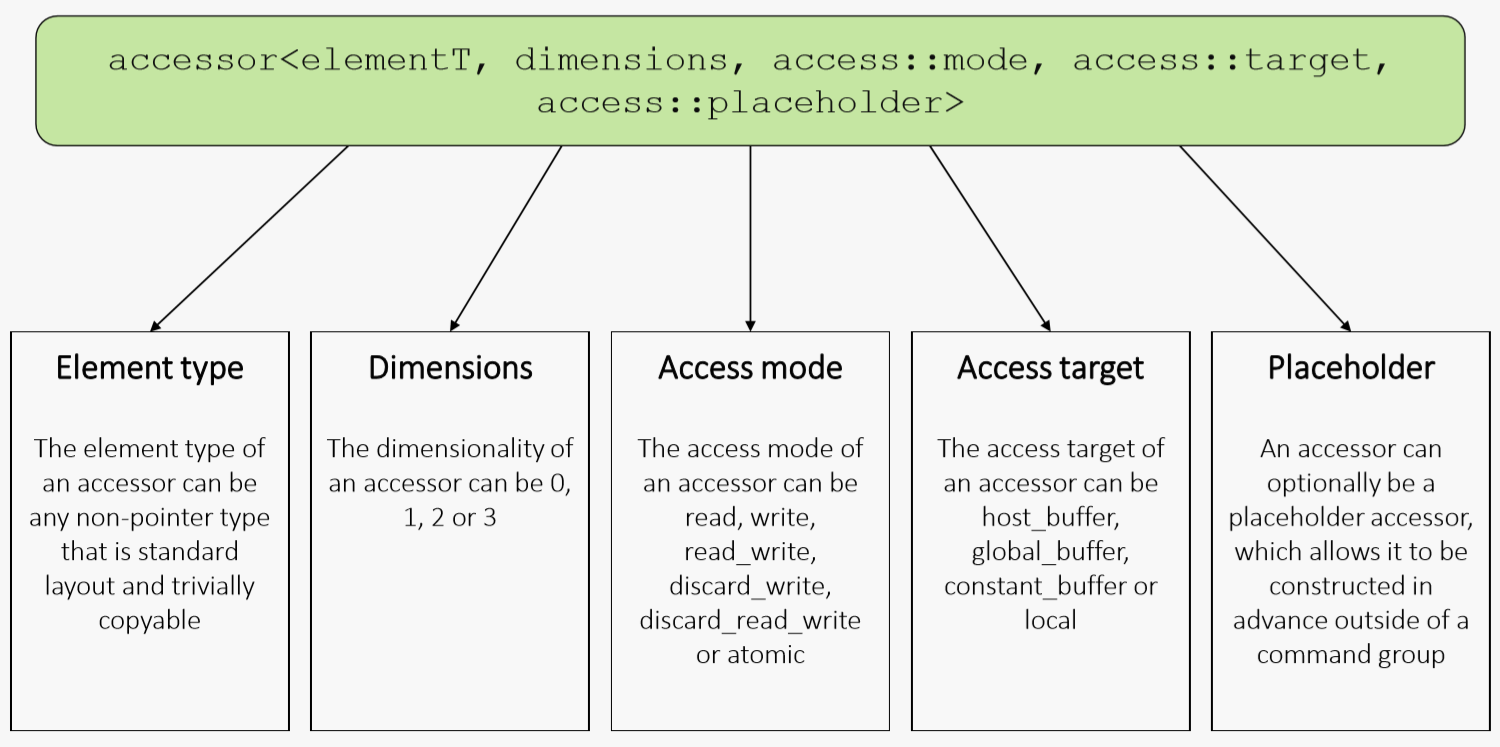 accessor<elementT, dimensions, access::mode, access::target,
access::placeholder>
Element type
The element type of
an accessor can be
any non-pointer type
that is standard
layout and trivially
copyable
Dimensions
The dimensionality of
an accessor can be 0,
1, 2 or 3
Access mode
The access mode of
an accessor can be
read, write,
read_write,
discard_write,
discard_read_write
or atomic
Access target
The access target of
an accessor can be
host_buffer,
global_buffer,
constant_buffer or
local
Placeholder
An accessor can
optionally be a
placeholder accessor,
which allows it to be
constructed in
advance outside of a
command group